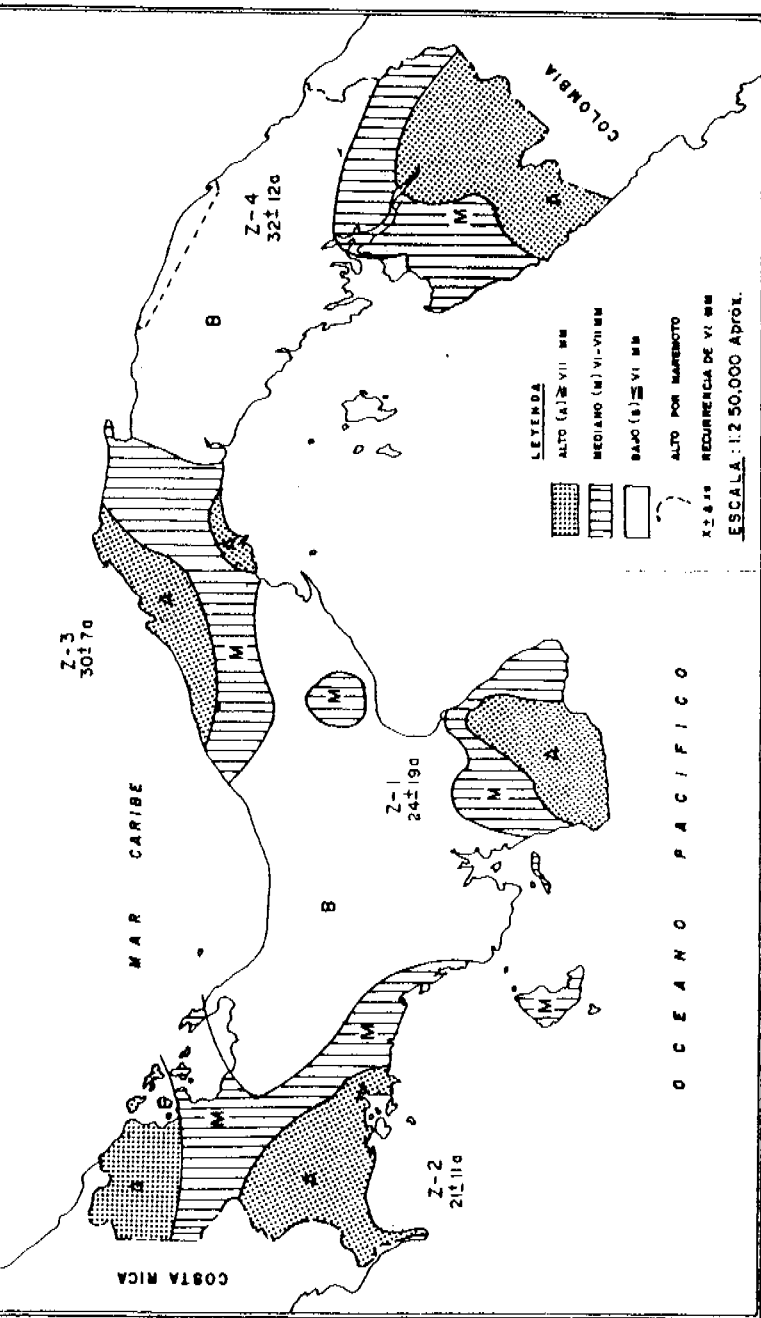 MAR CARIBE
OCEANO PACIFICO
COSTA RICA
COLOMBIA
Z-1
24±19a
Z-2
21±11a
Z-3
30±7a
Z-4
32±12a
A
M
A
M
M
B
M
A
M
M
A
A
M
B
M
A
LEYENDA
ALTO (A) ≧ VII MM
MEDIANO (M) VI-VII MM
BAJO (B) ≦ VI MM
ALTO POR MAREMOTO
RECURRENCIA DE VI MM
ESCALA: 1:2 50,000 Apróx.